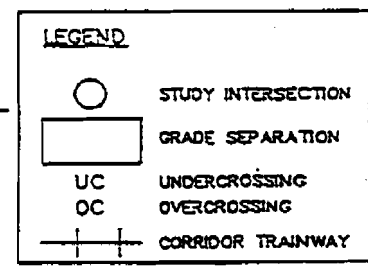 LEGEND
STUDY INTERSECTION
GRADE SEPARATION
UC UNDERCROSSING
OC OVERCROSSING
CORRIDOR TRAINWAY